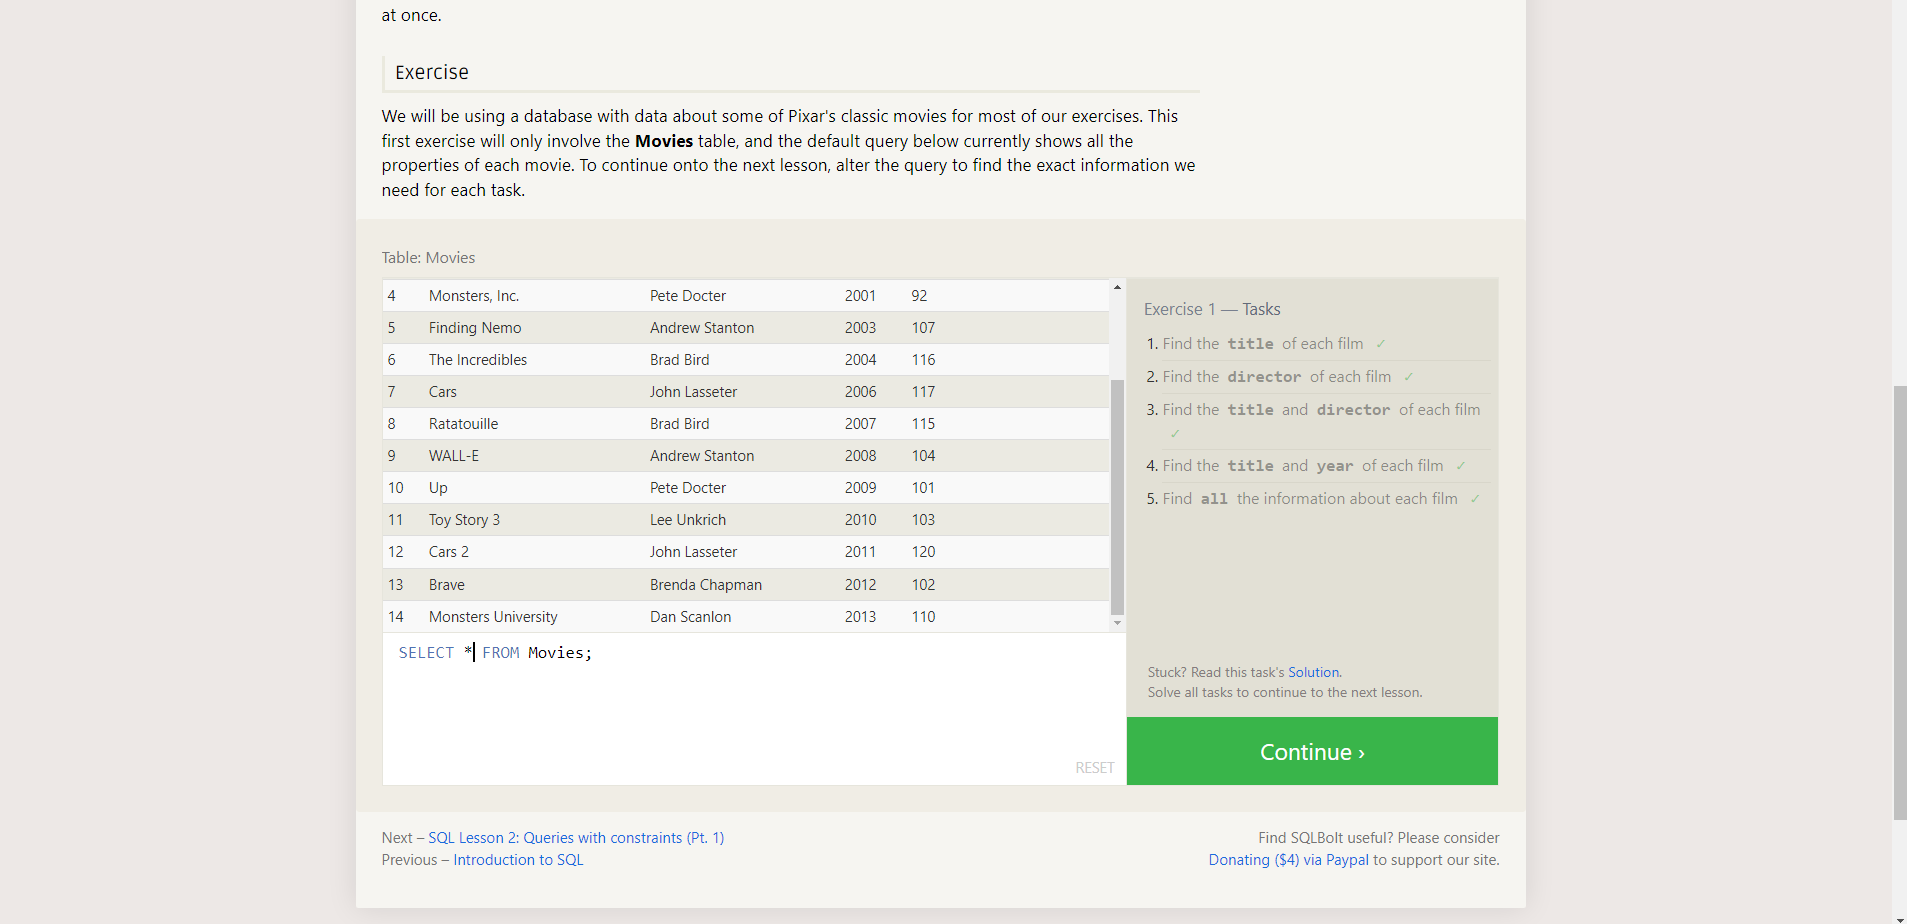 at once.
Exercise
We will be using a database with data about some of Pixar's classic movies for most of our exercises. This
first exercise will only involve the Movies table, and the default query below currently shows all the
properties of each movie. To continue onto the next lesson, alter the query to find the exact information we
need for each task.
Table: Movies
4 Monsters, Inc. Pete Docter 2001 92
5 Finding Nemo Andrew Stanton 2003 107
6 The Incredibles Brad Bird 2004 116
7 Cars John Lasseter 2006 117
8 Ratatouille Brad Bird 2007 115
9 WALL-E Andrew Stanton 2008 104
10 Up Pete Docter 2009 101
11 Toy Story 3 Lee Unkrich 2010 103
12 Cars 2 John Lasseter 2011 120
13 Brave Brenda Chapman 2012 102
14 Monsters University Dan Scanlon 2013 110
SELECT * FROM Movies;
RESET
Exercise 1 — Tasks
1. Find the title of each film ✓
2. Find the director of each film ✓
3. Find the title and director of each film
✓
4. Find the title and year of each film ✓
5. Find all the information about each film ✓
Stuck? Read this task's Solution.
Solve all tasks to continue to the next lesson.
Continue ›
Next – SQL Lesson 2: Queries with constraints (Pt. 1)
Previous – Introduction to SQL
Find SQLBolt useful? Please consider
Donating ($4) via Paypal to support our site.